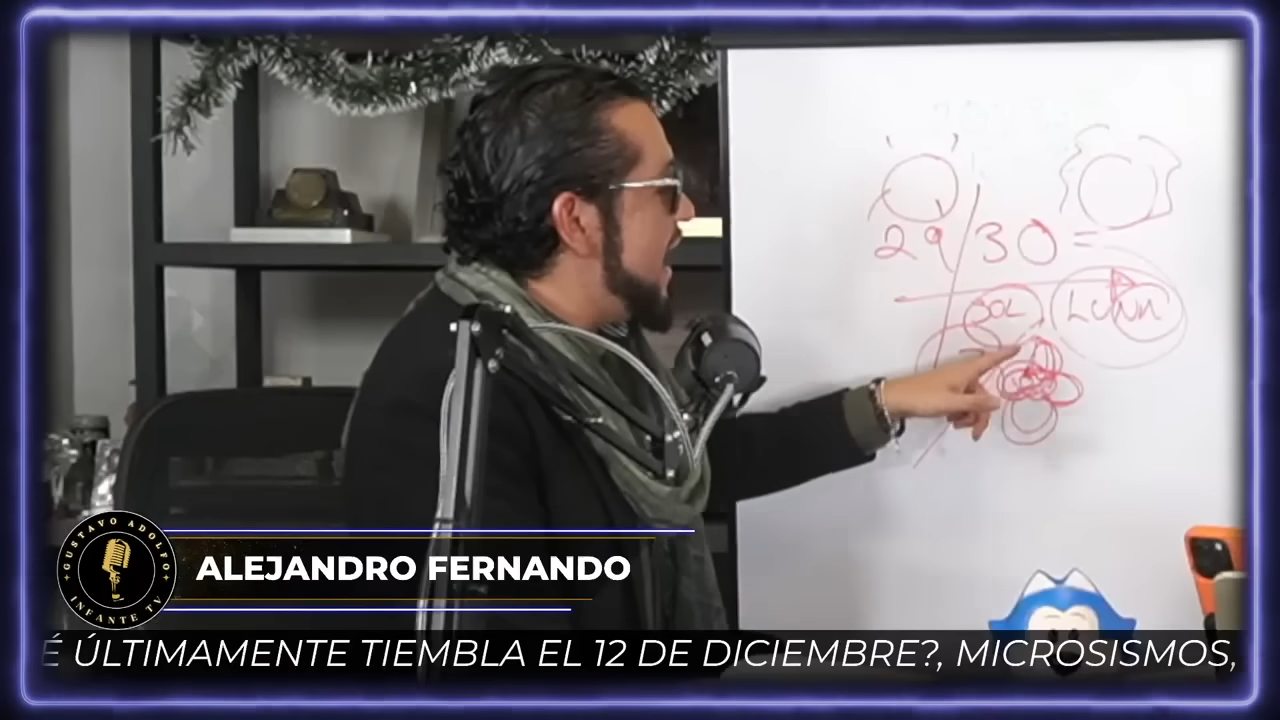 29/30 =
SOL LUNA
GUSTAVO ADOLFO
INFANTE TV
ALEJANDRO FERNANDO
É ÚLTIMAMENTE TIEMBLA EL 12 DE DICIEMBRE?, MICROSISMOS,